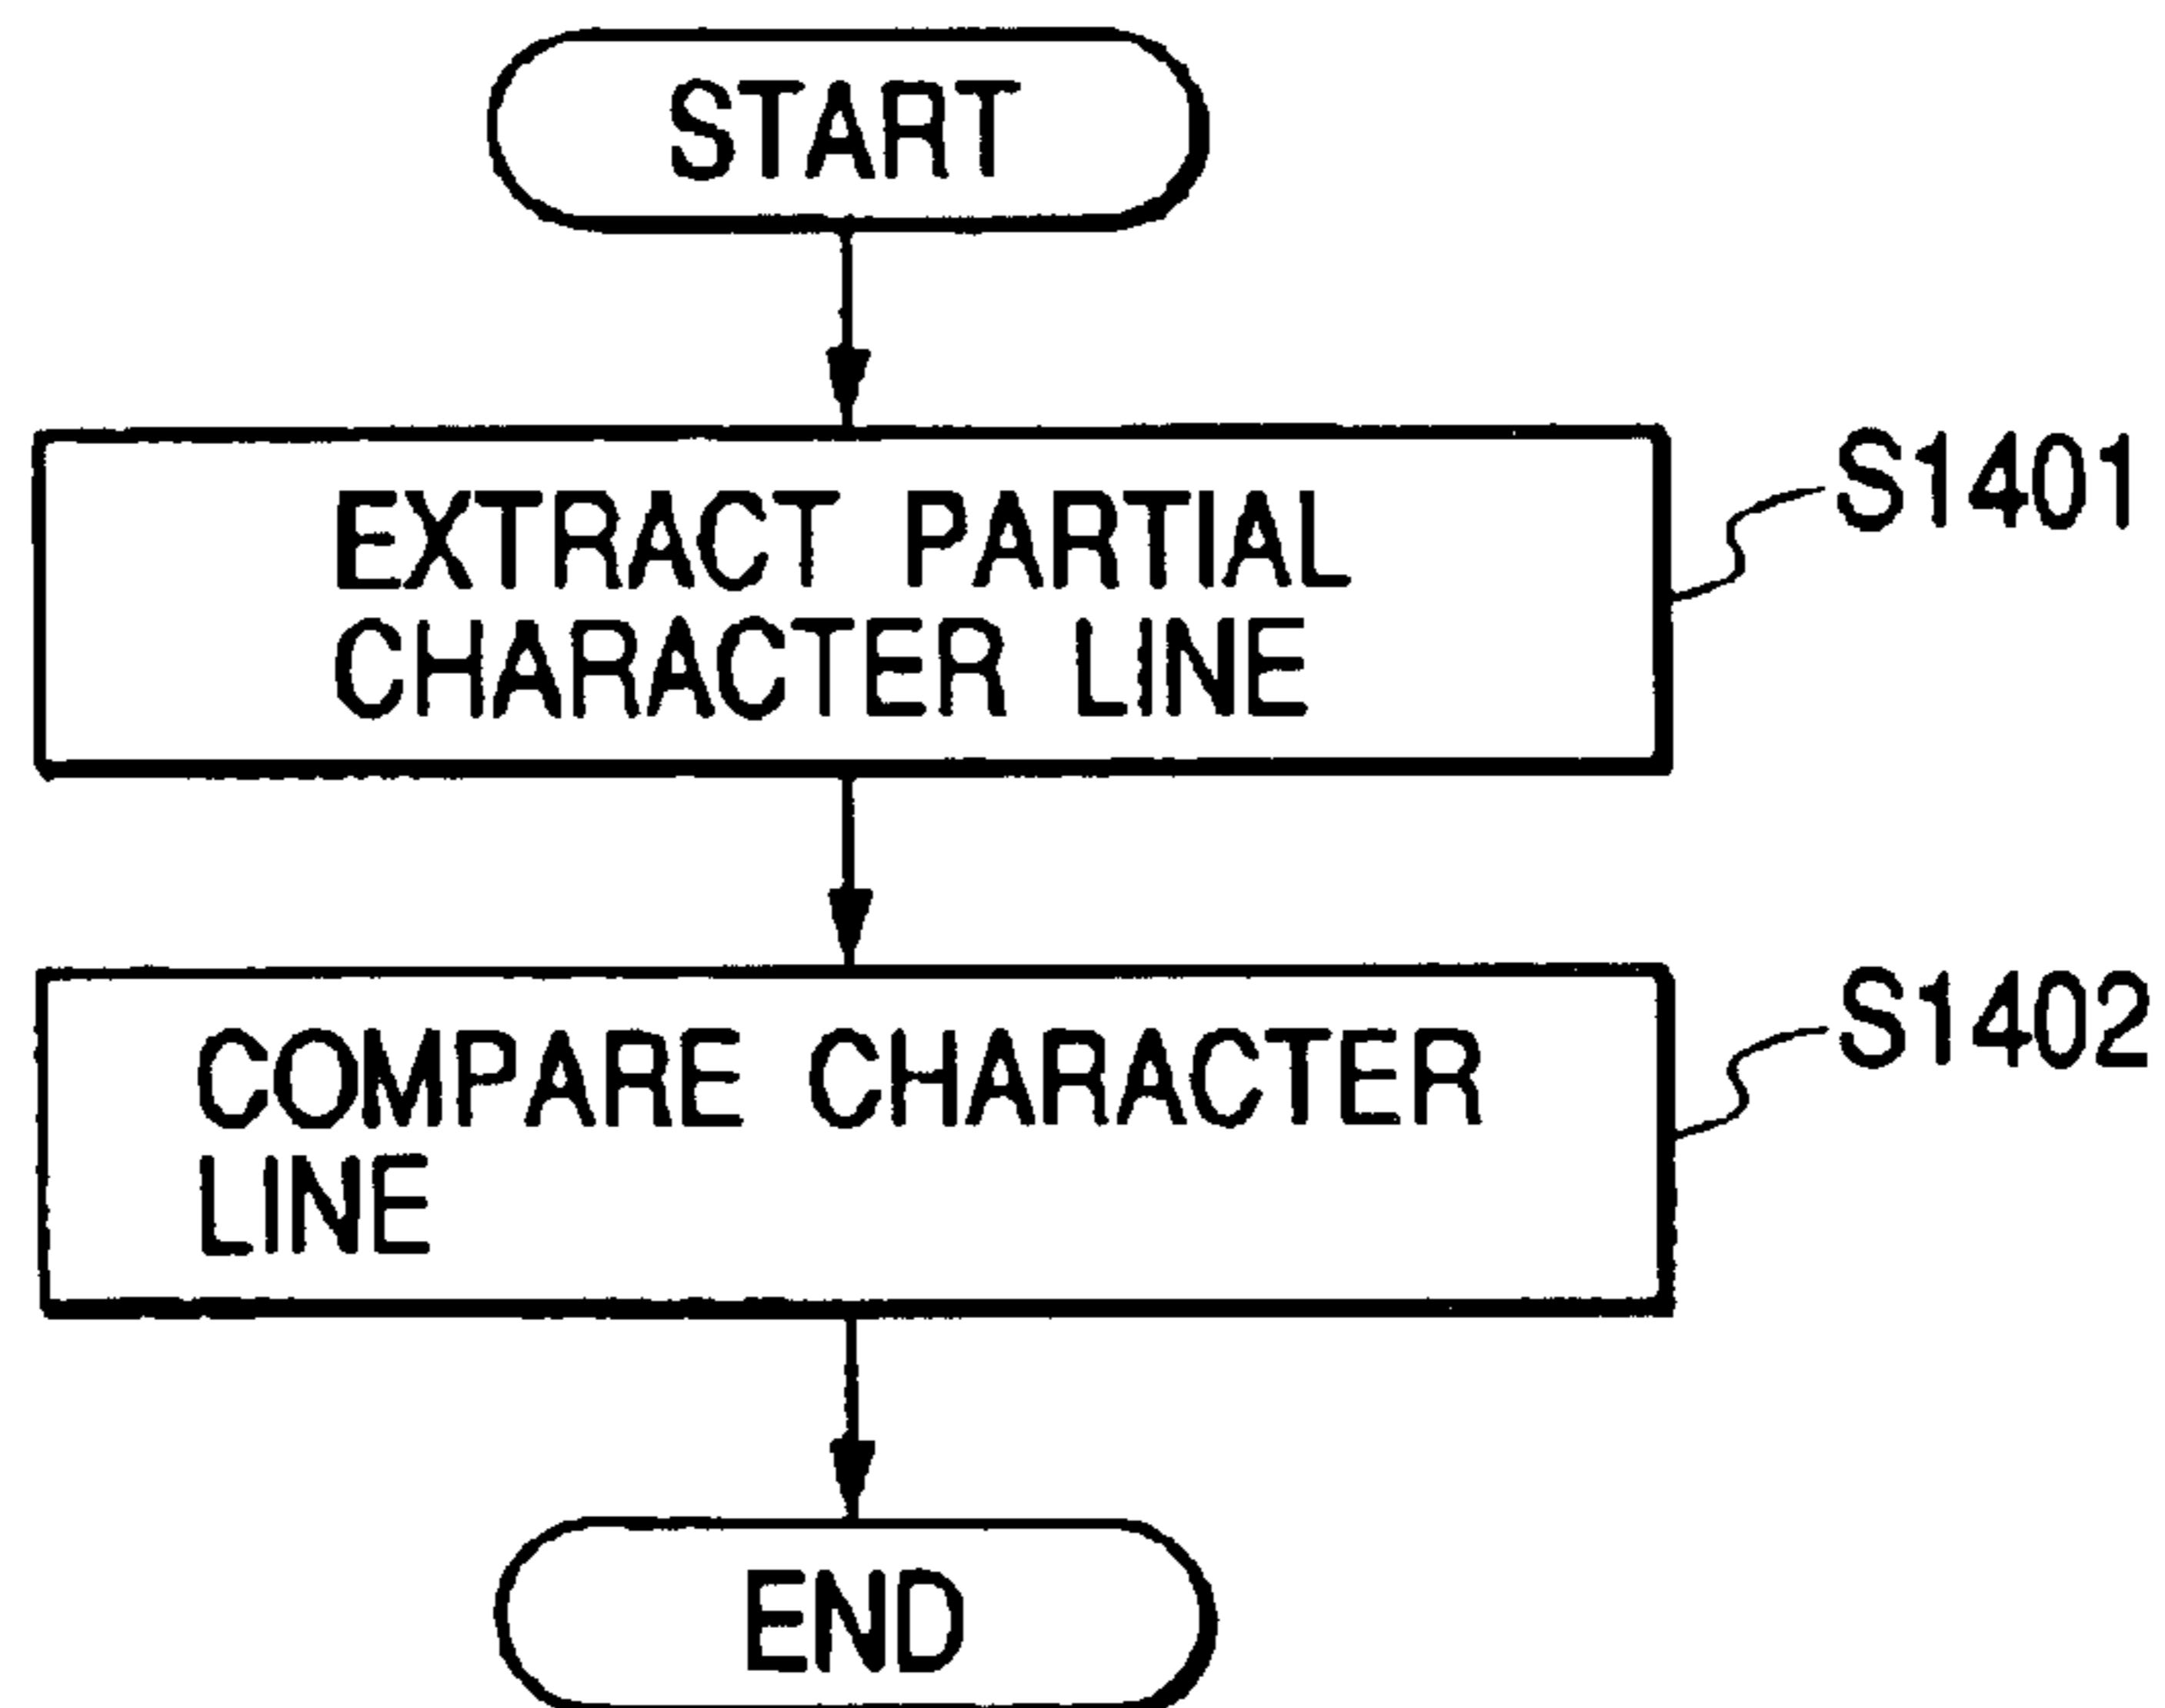 START
EXTRACT PARTIAL
CHARACTER LINE
S1401
COMPARE CHARACTER
LINE
S1402
END